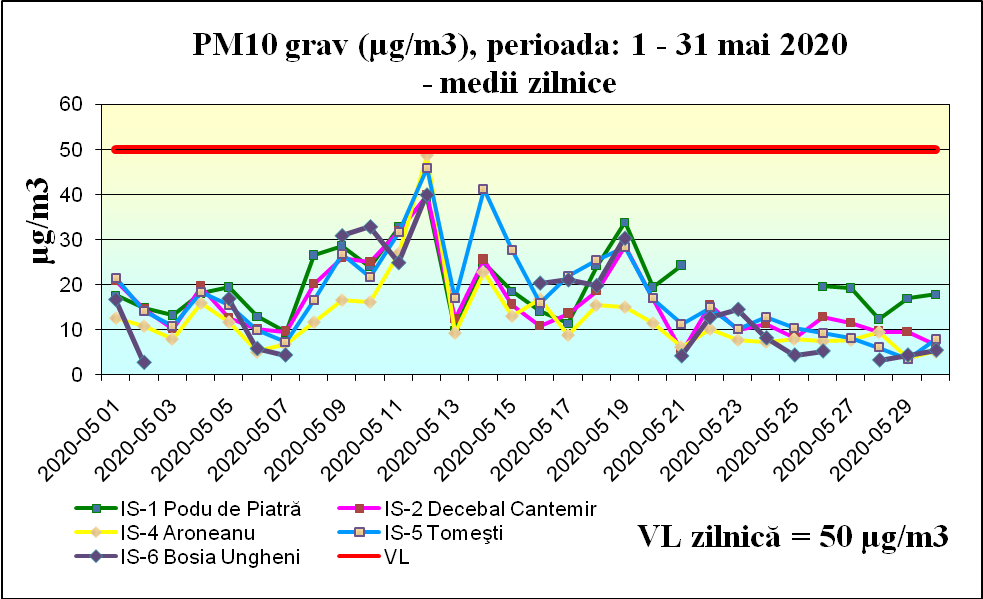 PM10 grav (µg/m3), perioada: 1 - 31 mai 2020
- medii zilnice
µg/m3
60
50
40
30
20
10
0
2020-05 01
2020-05 03
2020-05 05
2020-05 07
2020-05 09
2020-05 11
2020-05 13
2020-05 15
2020-05 17
2020-05 19
2020-05 21
2020-05 23
2020-05 25
2020-05 27
2020-05 29
IS-1 Podu de Piatră
IS-2 Decebal Cantemir
IS-4 Aroneanu
IS-5 Tomeşti
IS-6 Bosia Ungheni
VL
VL zilnică = 50 µg/m3